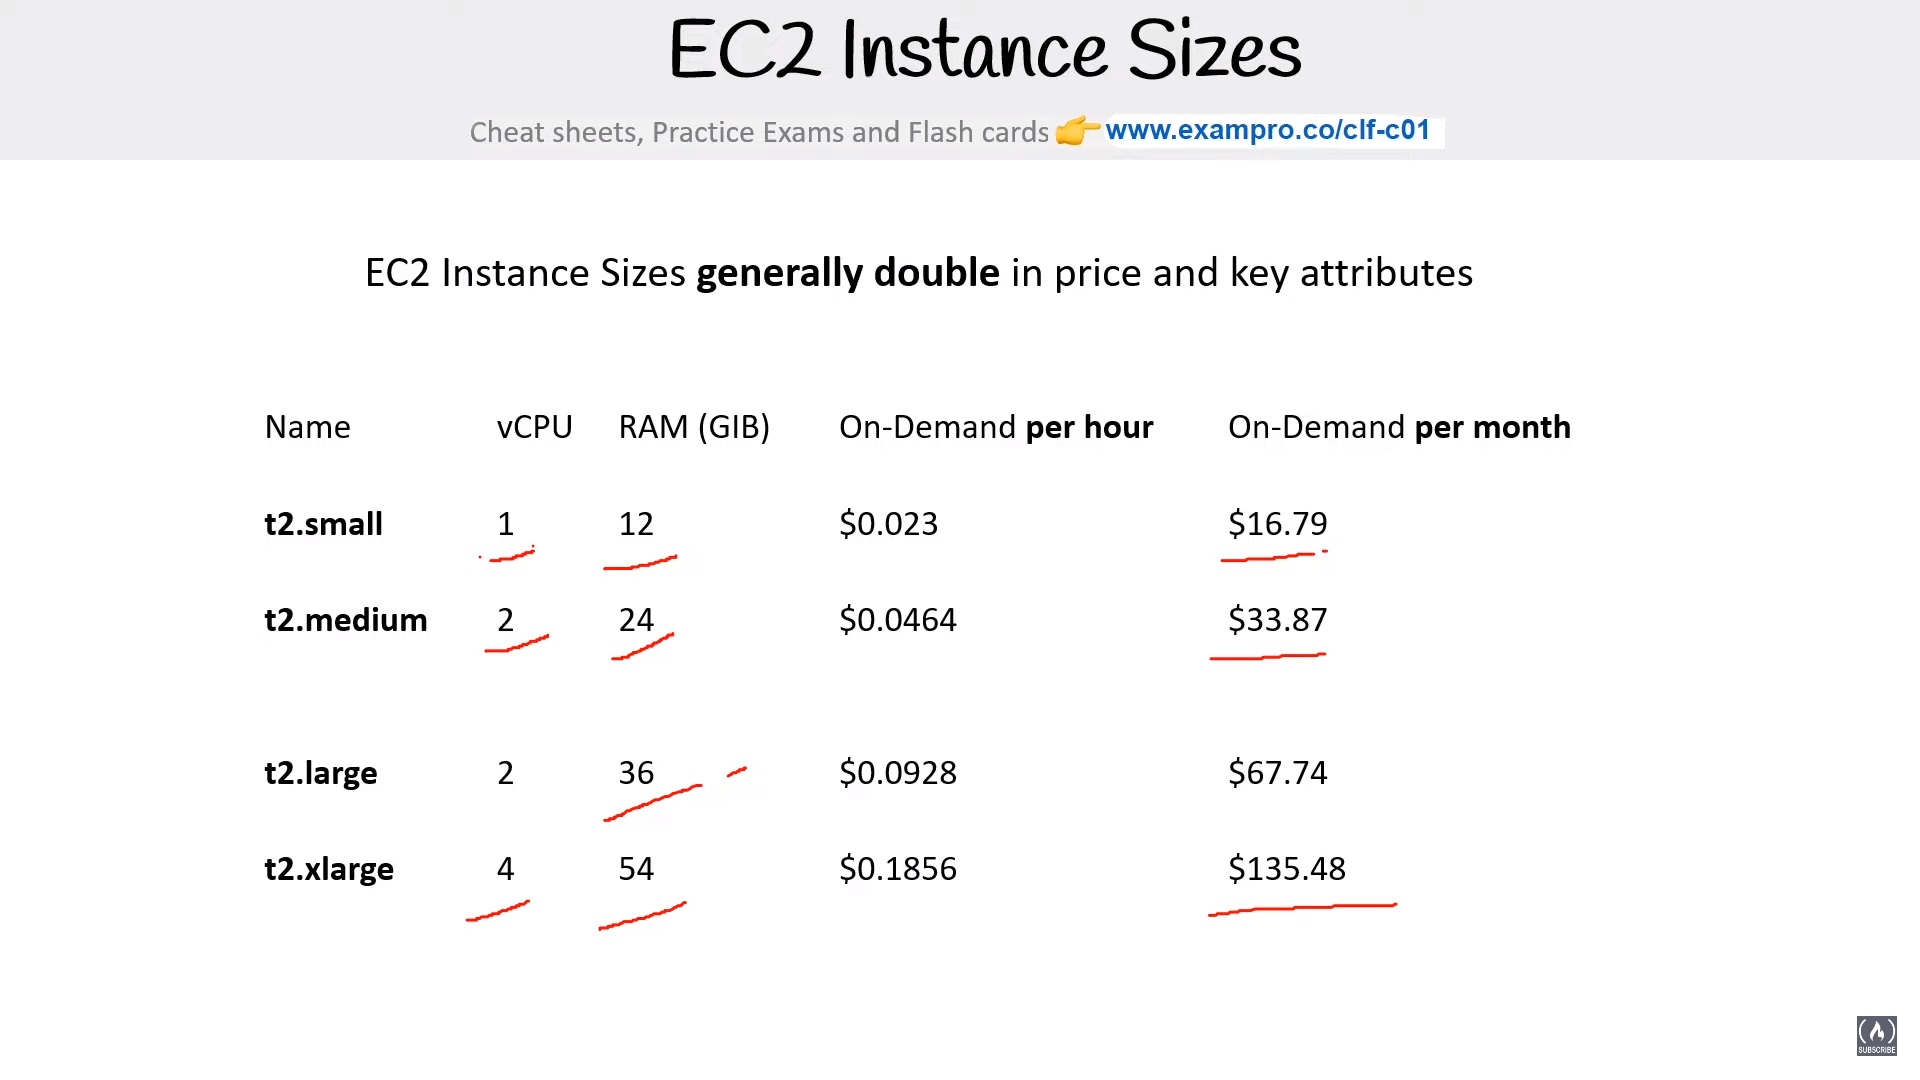 EC2 Instance Sizes
Cheat sheets, Practice Exams and Flash cards 👉 www.exampro.co/clf-c01
EC2 Instance Sizes generally double in price and key attributes
Name vCPU RAM (GIB) On-Demand per hour On-Demand per month
t2.small 1 12 $0.023 $16.79
t2.medium 2 24 $0.0464 $33.87
t2.large 2 36 $0.0928 $67.74
t2.xlarge 4 54 $0.1856 $135.48
SUBSCRIBE